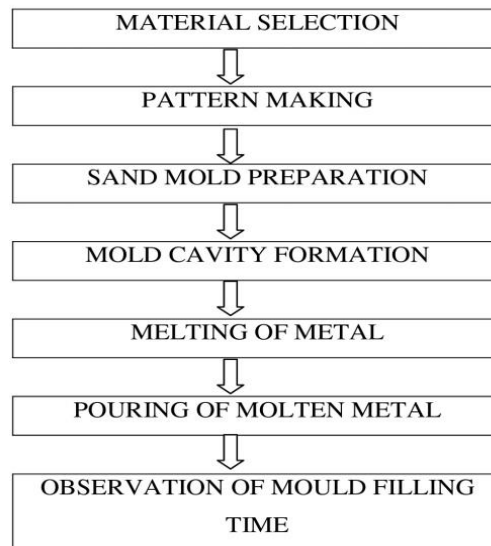 MATERIAL SELECTION
PATTERN MAKING
SAND MOLD PREPARATION
MOLD CAVITY FORMATION
MELTING OF METAL
POURING OF MOLTEN METAL
OBSERVATION OF MOULD FILLING
TIME